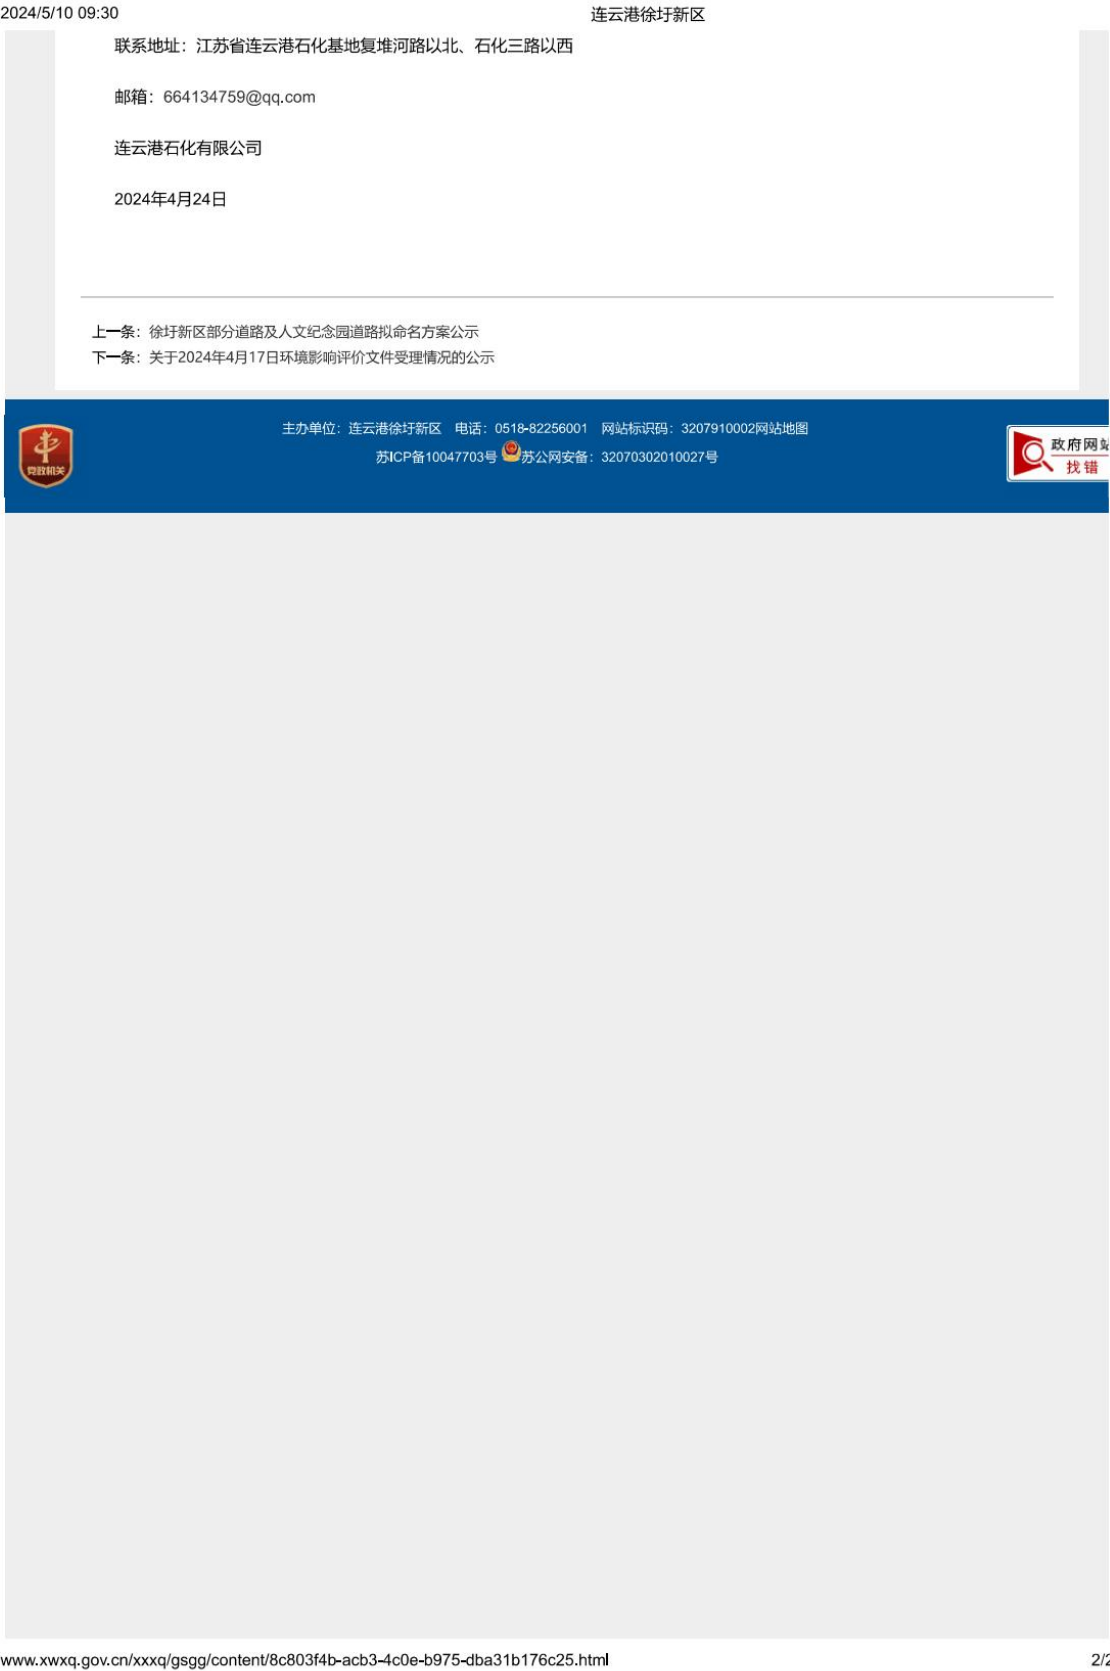 2024/5/10 09:30 连云港徐圩新区
联系地址：江苏省连云港石化基地复堆河路以北、石化三路以西
邮箱：664134759@qq.com
连云港石化有限公司
2024年4月24日
上一条：徐圩新区部分道路及人文纪念园道路拟命名方案公示
下一条：关于2024年4月17日环境影响评价文件受理情况的公示
主办单位：连云港徐圩新区 电话：0518-82256001 网站标识码：3207910002网站地图
苏ICP备10047703号 苏公网安备：32070302010027号
党政机关
政府网站
找错
www.xwxq.gov.cn/xxxq/gsgg/content/8c803f4b-acb3-4c0e-b975-dba31b176c25.html 2/2